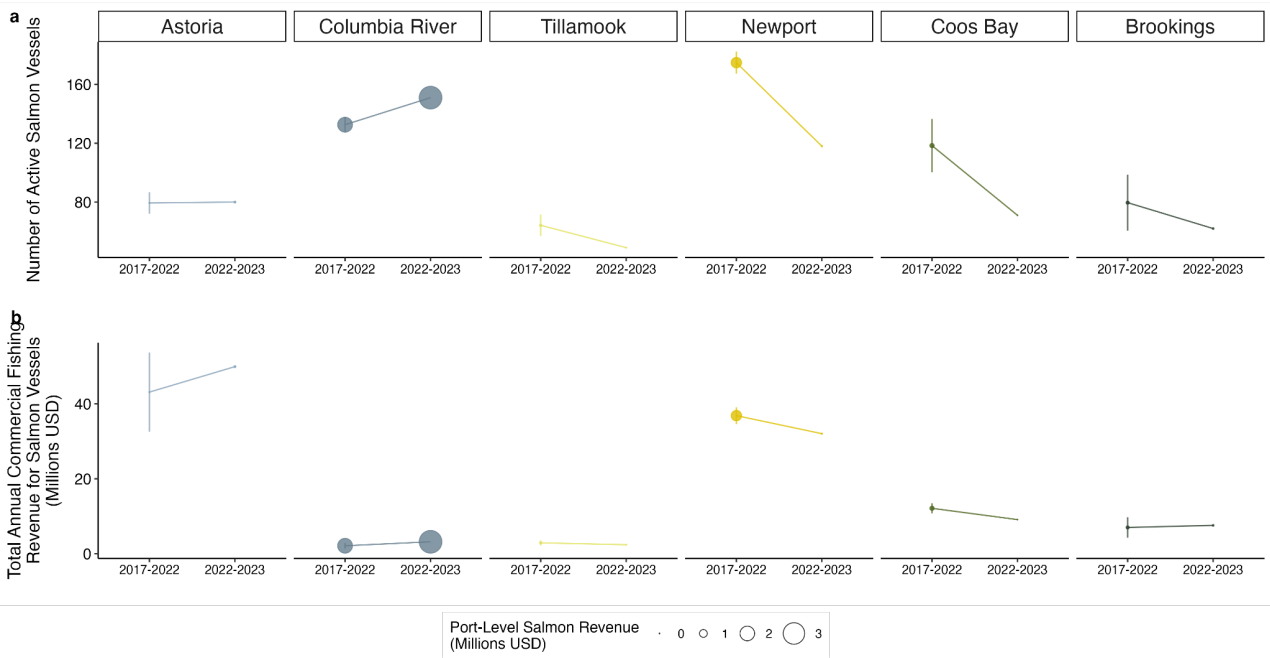 a
Astoria Columbia River Tillamook Newport Coos Bay Brookings
Number of Active Salmon Vessels
160
120
80
2017-2022 2022-2023 2017-2022 2022-2023 2017-2022 2022-2023 2017-2022 2022-2023 2017-2022 2022-2023 2017-2022 2022-2023
b
Total Annual Commercial Fishing
Revenue for Salmon Vessels
(Millions USD)
40
20
0
2017-2022 2022-2023 2017-2022 2022-2023 2017-2022 2022-2023 2017-2022 2022-2023 2017-2022 2022-2023 2017-2022 2022-2023
Port-Level Salmon Revenue
(Millions USD)
0 1 2 3